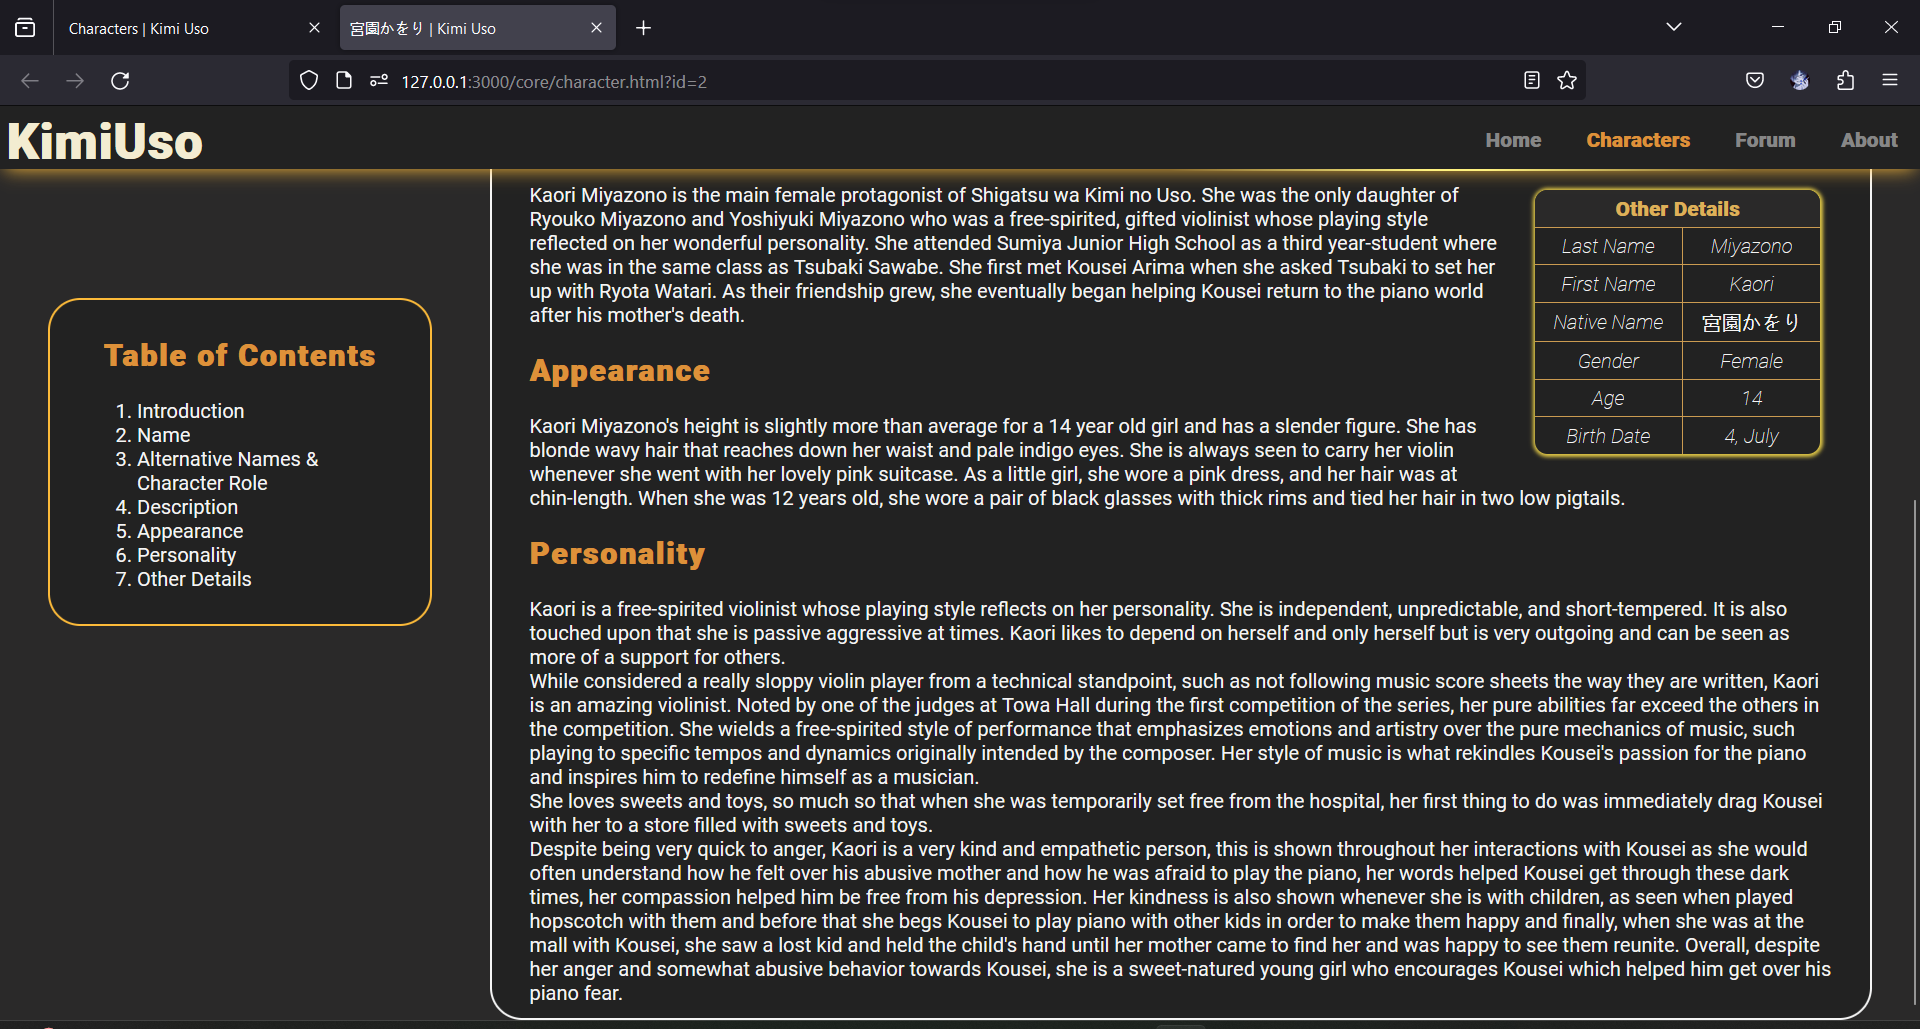 Characters | Kimi Uso
宮園かをり | Kimi Uso
127.0.0.1:3000/core/character.html?id=2
KimiUso
Home
Characters
Forum
About
Table of Contents
1. Introduction
2. Name
3. Alternative Names &
Character Role
4. Description
5. Appearance
6. Personality
7. Other Details
Kaori Miyazono is the main female protagonist of Shigatsu wa Kimi no Uso. She was the only daughter of
Ryouko Miyazono and Yoshiyuki Miyazono who was a free-spirited, gifted violinist whose playing style
reflected on her wonderful personality. She attended Sumiya Junior High School as a third year-student where
she was in the same class as Tsubaki Sawabe. She first met Kousei Arima when she asked Tsubaki to set her
up with Ryota Watari. As their friendship grew, she eventually began helping Kousei return to the piano world
after his mother's death.
Other Details
Last Name Miyazono
First Name Kaori
Native Name 宮園かをり
Gender Female
Age 14
Birth Date 4, July
Appearance
Kaori Miyazono's height is slightly more than average for a 14 year old girl and has a slender figure. She has
blonde wavy hair that reaches down her waist and pale indigo eyes. She is always seen to carry her violin
whenever she went with her lovely pink suitcase. As a little girl, she wore a pink dress, and her hair was at
chin-length. When she was 12 years old, she wore a pair of black glasses with thick rims and tied her hair in two low pigtails.
Personality
Kaori is a free-spirited violinist whose playing style reflects on her personality. She is independent, unpredictable, and short-tempered. It is also
touched upon that she is passive aggressive at times. Kaori likes to depend on herself and only herself but is very outgoing and can be seen as
more of a support for others.
While considered a really sloppy violin player from a technical standpoint, such as not following music score sheets the way they are written, Kaori
is an amazing violinist. Noted by one of the judges at Towa Hall during the first competition of the series, her pure abilities far exceed the others in
the competition. She wields a free-spirited style of performance that emphasizes emotions and artistry over the pure mechanics of music, such
playing to specific tempos and dynamics originally intended by the composer. Her style of music is what rekindles Kousei's passion for the piano
and inspires him to redefine himself as a musician.
She loves sweets and toys, so much so that when she was temporarily set free from the hospital, her first thing to do was immediately drag Kousei
with her to a store filled with sweets and toys.
Despite being very quick to anger, Kaori is a very kind and empathetic person, this is shown throughout her interactions with Kousei as she would
often understand how he felt over his abusive mother and how he was afraid to play the piano, her words helped Kousei get through these dark
times, her compassion helped him be free from his depression. Her kindness is also shown whenever she is with children, as seen when played
hopscotch with them and before that she begs Kousei to play piano with other kids in order to make them happy and finally, when she was at the
mall with Kousei, she saw a lost kid and held the child's hand until her mother came to find her and was happy to see them reunite. Overall, despite
her anger and somewhat abusive behavior towards Kousei, she is a sweet-natured young girl who encourages Kousei which helped him get over his
piano fear.